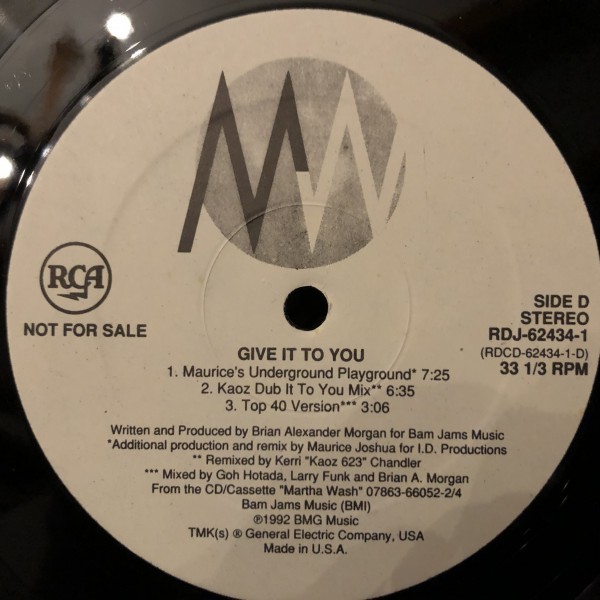 MW
RCA
NOT FOR SALE
SIDE D
STEREO
RDJ-62434-1
(RDCD-62434-1-D)
33 1/3 RPM
GIVE IT TO YOU
1. Maurice's Underground Playground* 7:25
2. Kaoz Dub It To You Mix** 6:35
3. Top 40 Version*** 3:06
Written and Produced by Brian Alexander Morgan for Bam Jams Music
*Additional production and remix by Maurice Joshua for I.D. Productions
** Remixed by Kerri "Kaoz 623" Chandler
*** Mixed by Goh Hotada, Larry Funk and Brian A. Morgan
From the CD/Cassette "Martha Wash" 07863-66052-2/4
Bam Jams Music (BMI)
℗1992 BMG Music
TMK(s) ® General Electric Company, USA
Made in U.S.A.